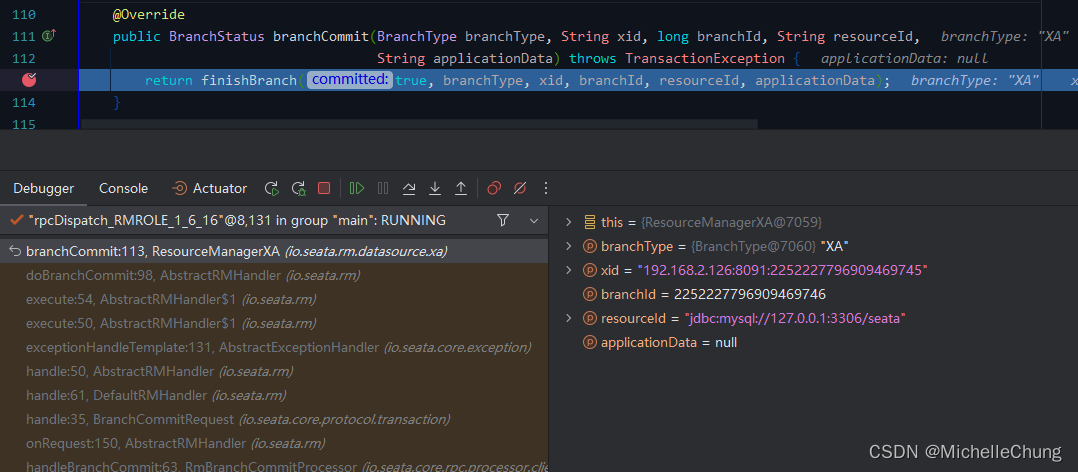 110 @Override
111 public BranchStatus branchCommit(BranchType branchType, String xid, long branchId, String resourceId, branchType: "XA"
112 String applicationData) throws TransactionException { applicationData: null
return finishBranch( committed: true, branchType, xid, branchId, resourceId, applicationData); branchType: "XA" x
114 }
115
Debugger Console Actuator
"rpcDispatch_RMROLE_1_6_16"@8,131 in group "main": RUNNING
branchCommit:113, ResourceManagerXA (io.seata.rm.datasource.xa)
doBranchCommit:98, AbstractRMHandler (io.seata.rm)
execute:54, AbstractRMHandler$1 (io.seata.rm)
execute:50, AbstractRMHandler$1 (io.seata.rm)
exceptionHandleTemplate:131, AbstractExceptionHandler (io.seata.core.exception)
handle:50, AbstractRMHandler (io.seata.rm)
handle:61, DefaultRMHandler (io.seata.rm)
handle:35, BranchCommitRequest (io.seata.core.protocol.transaction)
onRequest:150, AbstractRMHandler (io.seata.rm)
handleBranchCommit:63, RmBranchCommitProcessor (io.seata.core.rpc.processor.clie
this = {ResourceManagerXA@7059}
branchType = {BranchType@7060} "XA"
xid = "192.168.2.126:8091:2252227796909469745"
branchId = 2252227796909469746
resourceId = "jdbc:mysql://127.0.0.1:3306/seata"
applicationData = null
CSDN @MichelleChung